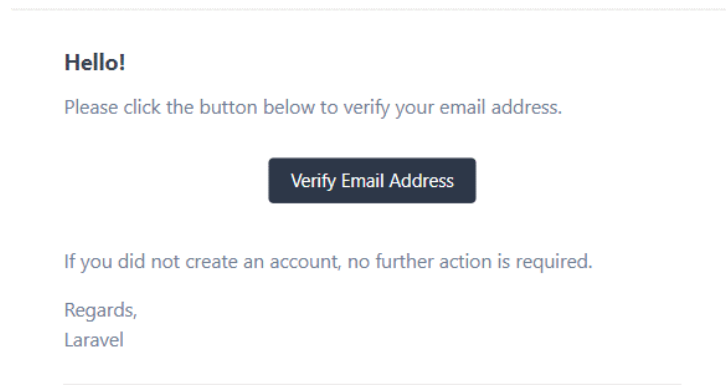 Hello!
Please click the button below to verify your email address.
Verify Email Address
If you did not create an account, no further action is required.
Regards,
Laravel